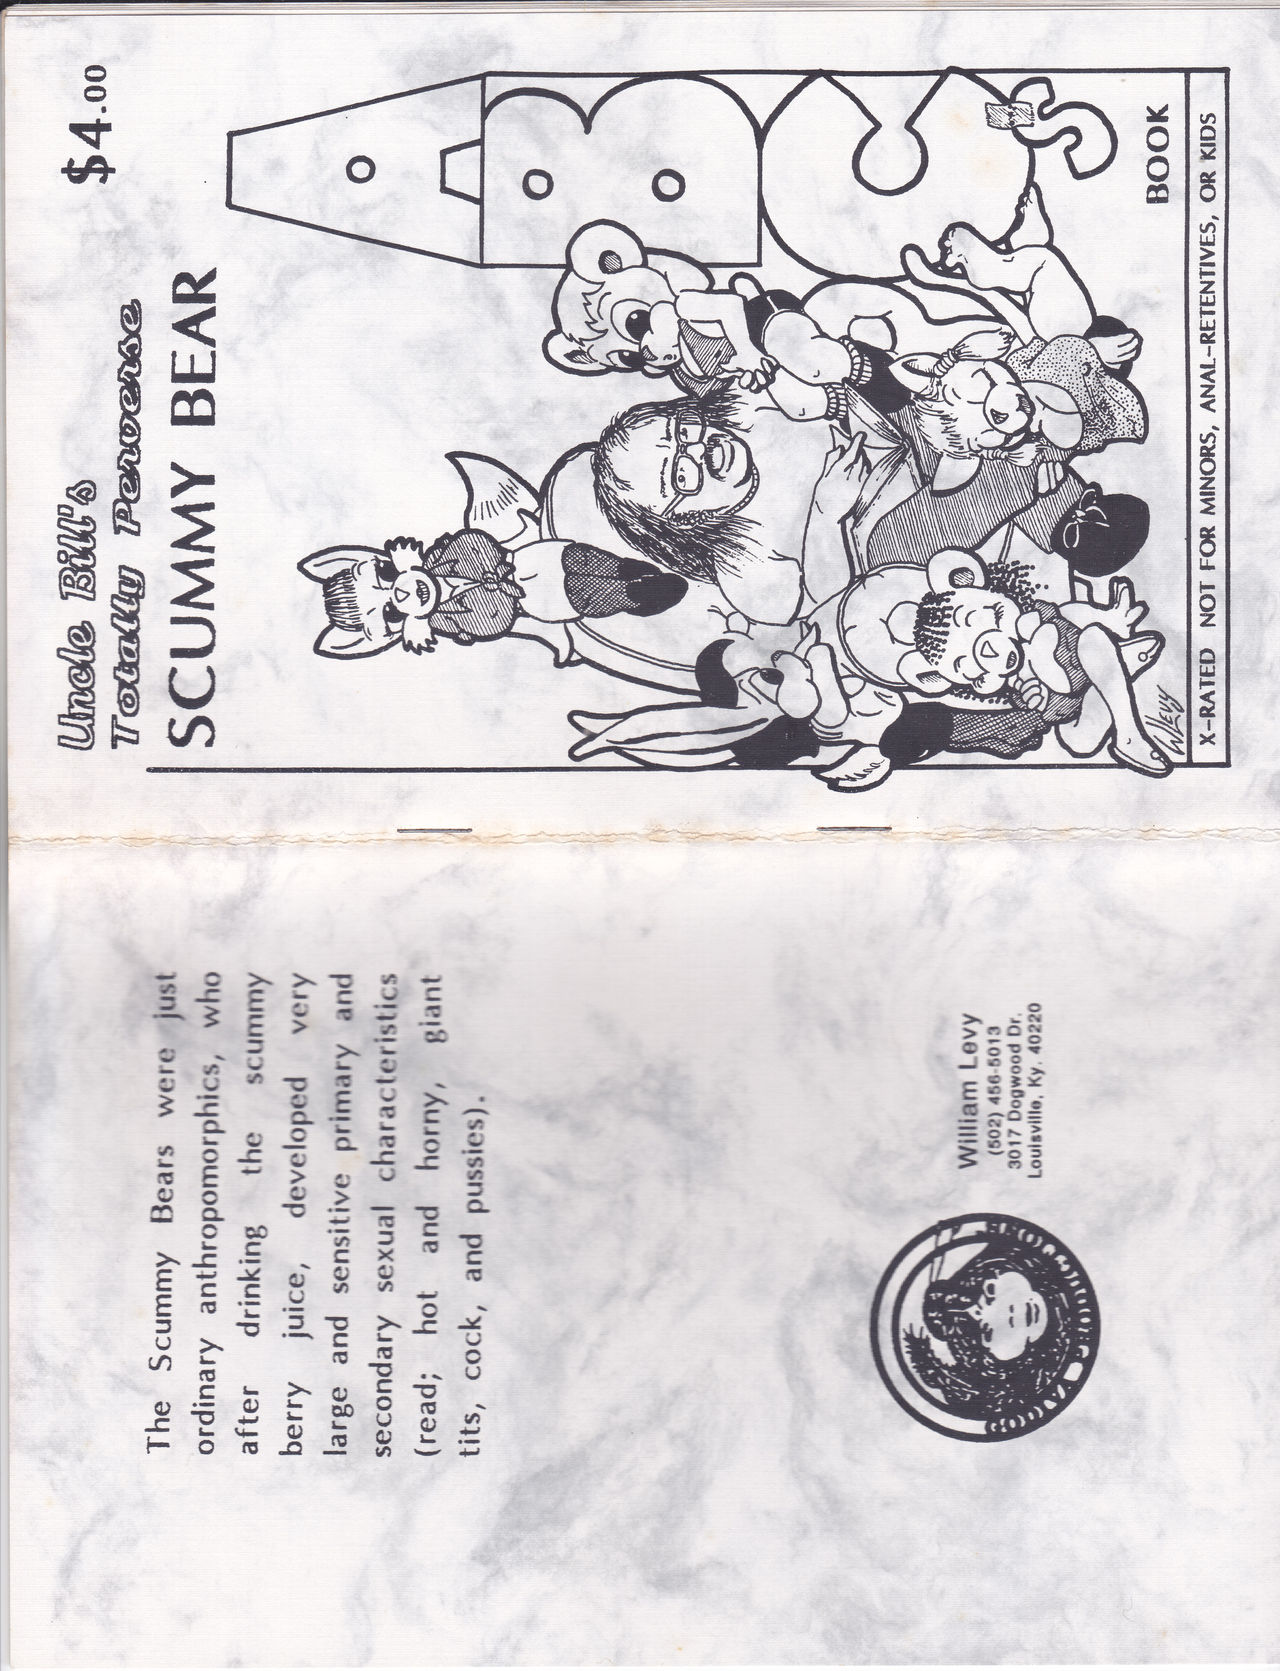 Uncle Bill's
Totally Perverse
$4.00
SCUMMY BEAR
ABC'S
BOOK
WLEVY
X-RATED NOT FOR MINORS, ANAL-RETENTIVES, OR KIDS
The Scummy Bears were just
ordinary anthropomorphics, who
after drinking the scummy
berry juice, developed very
large and sensitive primary and
secondary sexual characteristics
(read; hot and horny, giant
tits, cock, and pussies).
William Levy
(502) 456-5013
3017 Dogwood Dr.
Louisville, Ky. 40220